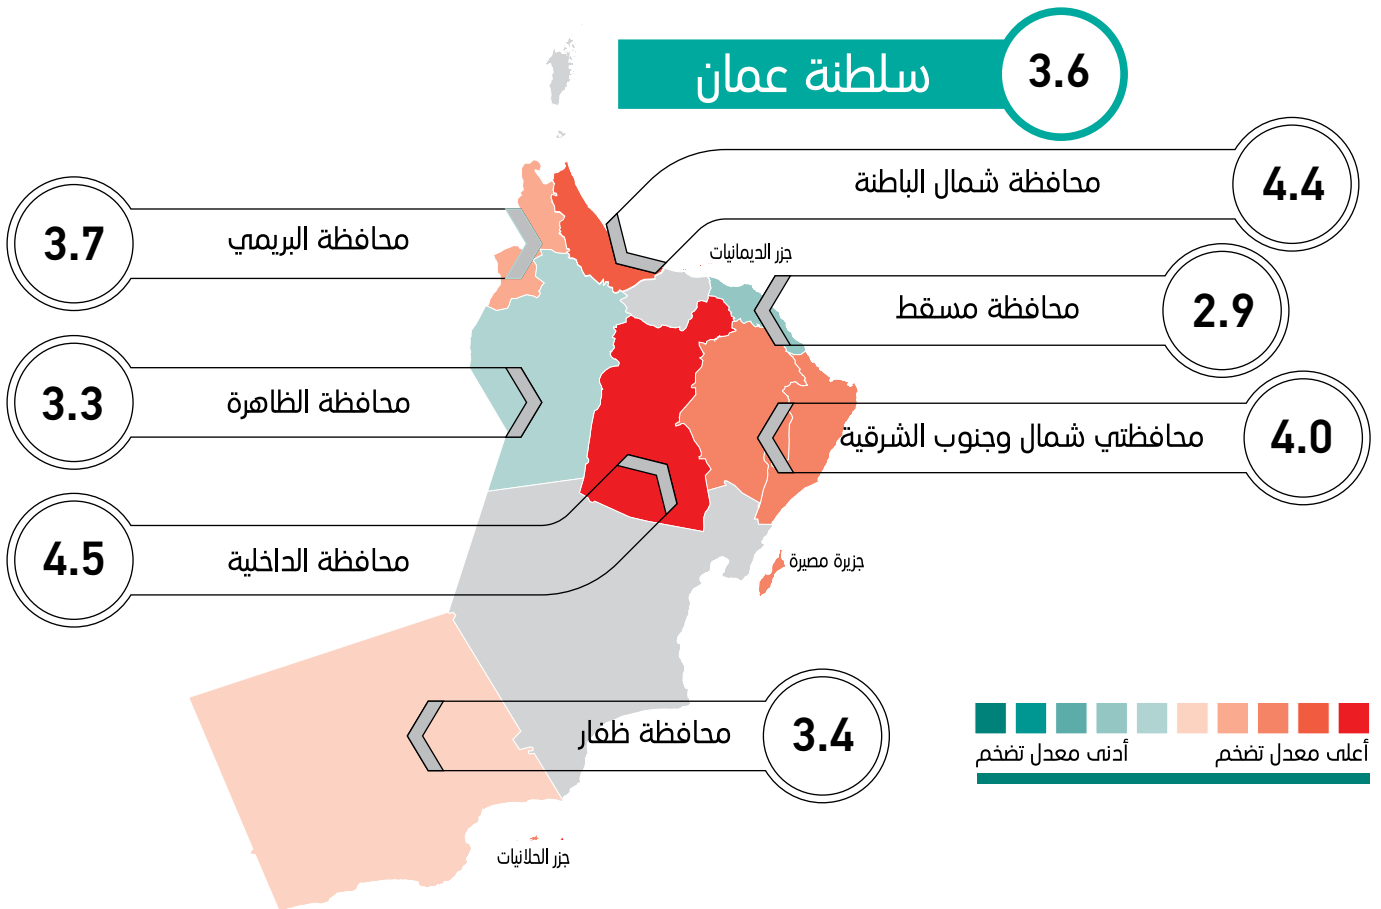 سلطنة عمان
3.6
محافظة شمال الباطنة
4.4
محافظة البريمي
3.7
جزر الديمانيات
محافظة مسقط
2.9
محافظة الظاهرة
3.3
محافظتي شمال وجنوب الشرقية
4.0
محافظة الداخلية
4.5
جزيرة مصيرة
محافظة ظفار
3.4
أعلى معدل تضخم
أدنى معدل تضخم
جزر الحلانيات